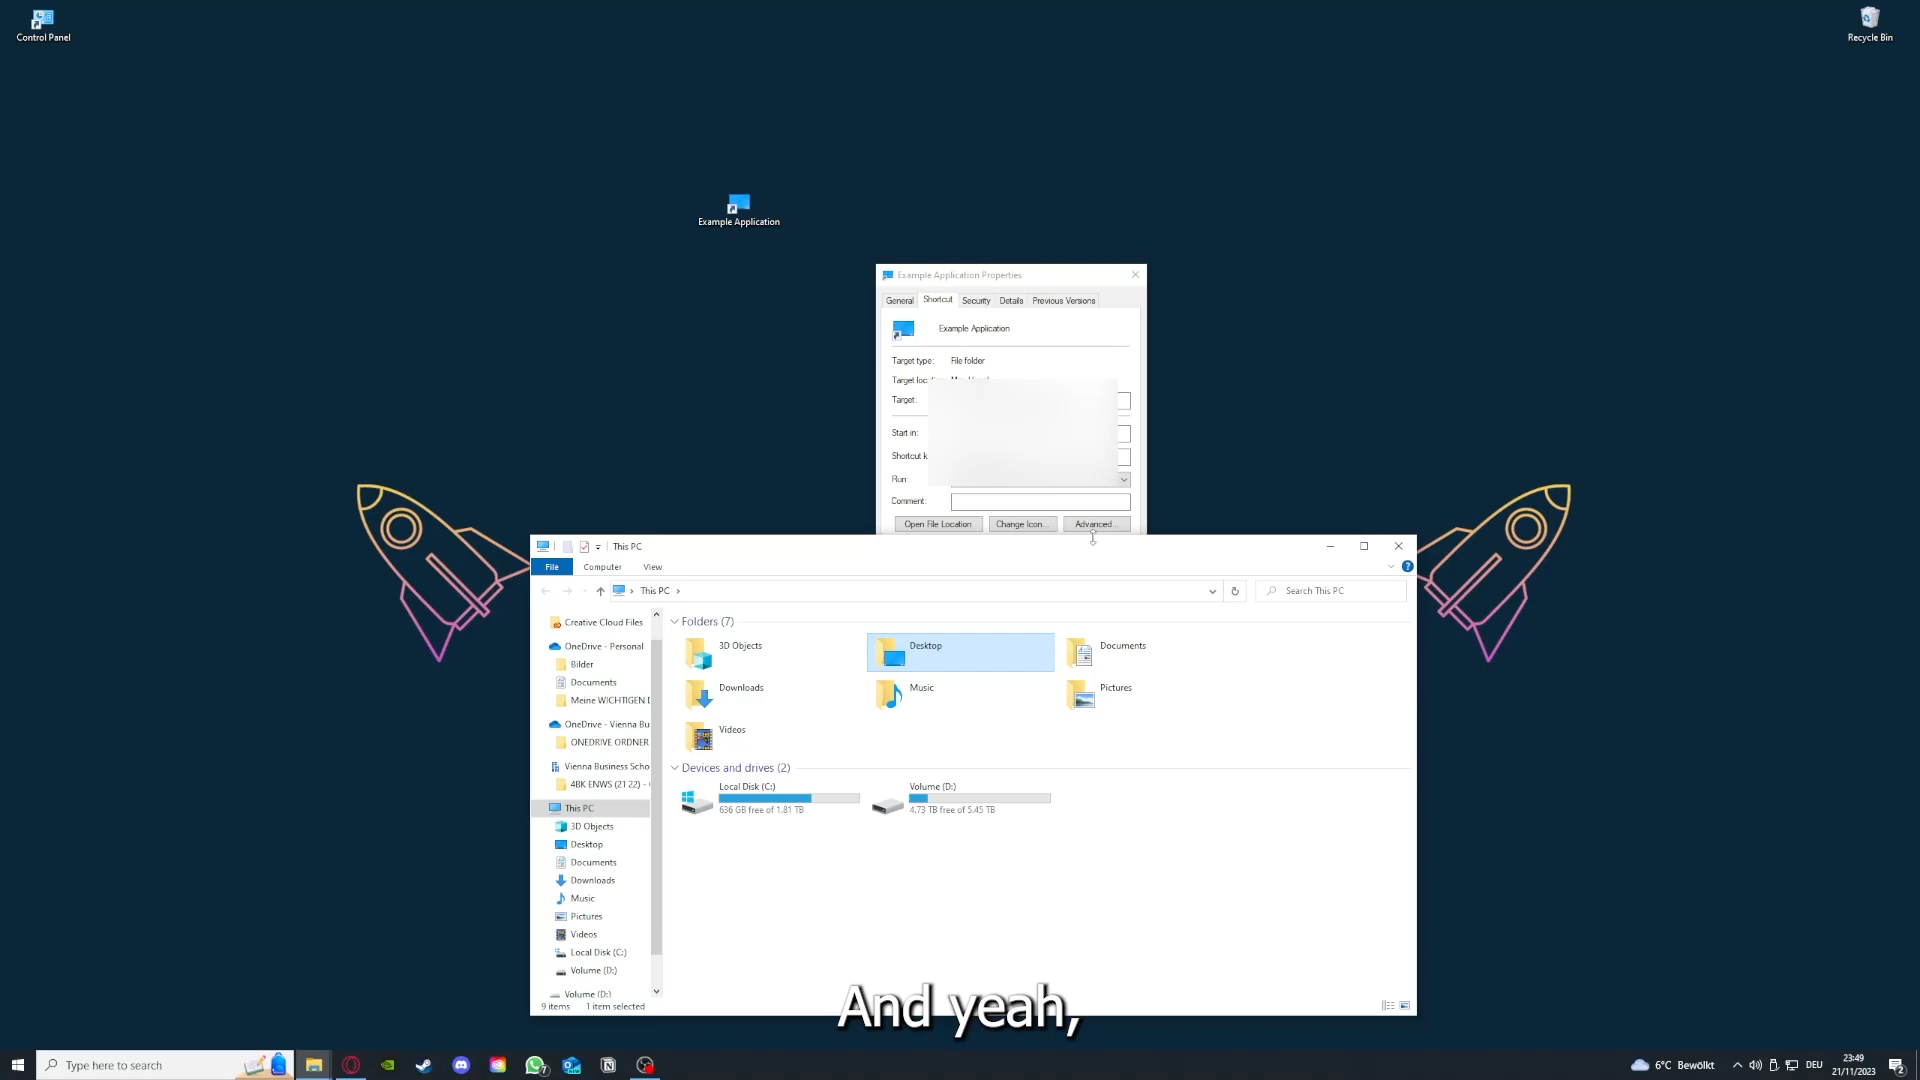 Control Panel
Recycle Bin
Example Application
Example Application Properties
General Shortcut Security Details Previous Versions
Example Application
Target type: File folder
Target
Target:
Start in:
Shortcut
Run:
Comment:
Open File Location Change Icon... Advanced...
This PC
File Computer View
This PC
Search This PC
Creative Cloud Files
OneDrive - Personal
Bilder
Documents
Meine WICHTIGEN
OneDrive - Vienna Bu
ONEDRIVE ORDNER
Vienna Business Scho
4BK ENWS (21 22) -
This PC
3D Objects
Desktop
Documents
Downloads
Music
Pictures
Videos
Local Disk (C:)
Volume (D:)
Volume (D:)
Folders (7)
3D Objects
Desktop
Documents
Downloads
Music
Pictures
Videos
Devices and drives (2)
Local Disk (C:)
636 GB free of 1.81 TB
Volume (D:)
4.73 TB free of 5.45 TB
9 items 1 item selected
And yeah,
Type here to search
7
6°C Bewölkt
DEU
23:49
21/11/2023
2